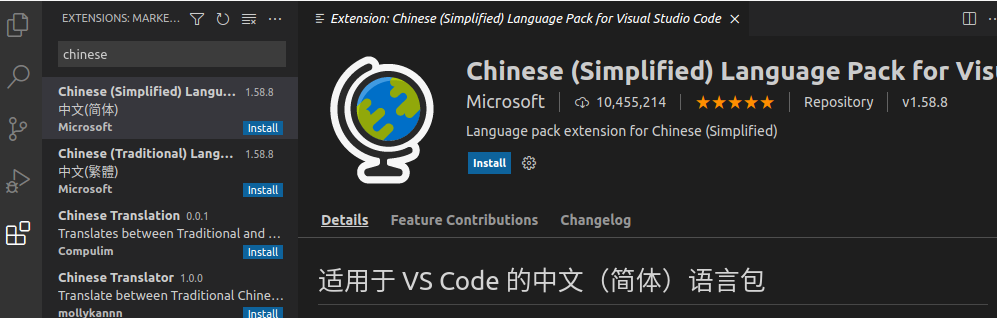 EXTENSIONS: MARKE...
chinese
Chinese (Simplified) Langu... 1.58.8
中文(简体)
Microsoft Install
Chinese (Traditional) Lang... 1.58.8
中文(繁體)
Microsoft Install
Chinese Translation 0.0.1
Translates between Traditional and ...
Compulim Install
Chinese Translator 1.0.0
Translate between Traditional Chine...
mollykannn Install
Extension: Chinese (Simplified) Language Pack for Visual Studio Code
Chinese (Simplified) Language Pack for Vis
Microsoft 10,455,214 Repository v1.58.8
Language pack extension for Chinese (Simplified)
Install
Details Feature Contributions Changelog
适用于 VS Code 的中文（简体）语言包